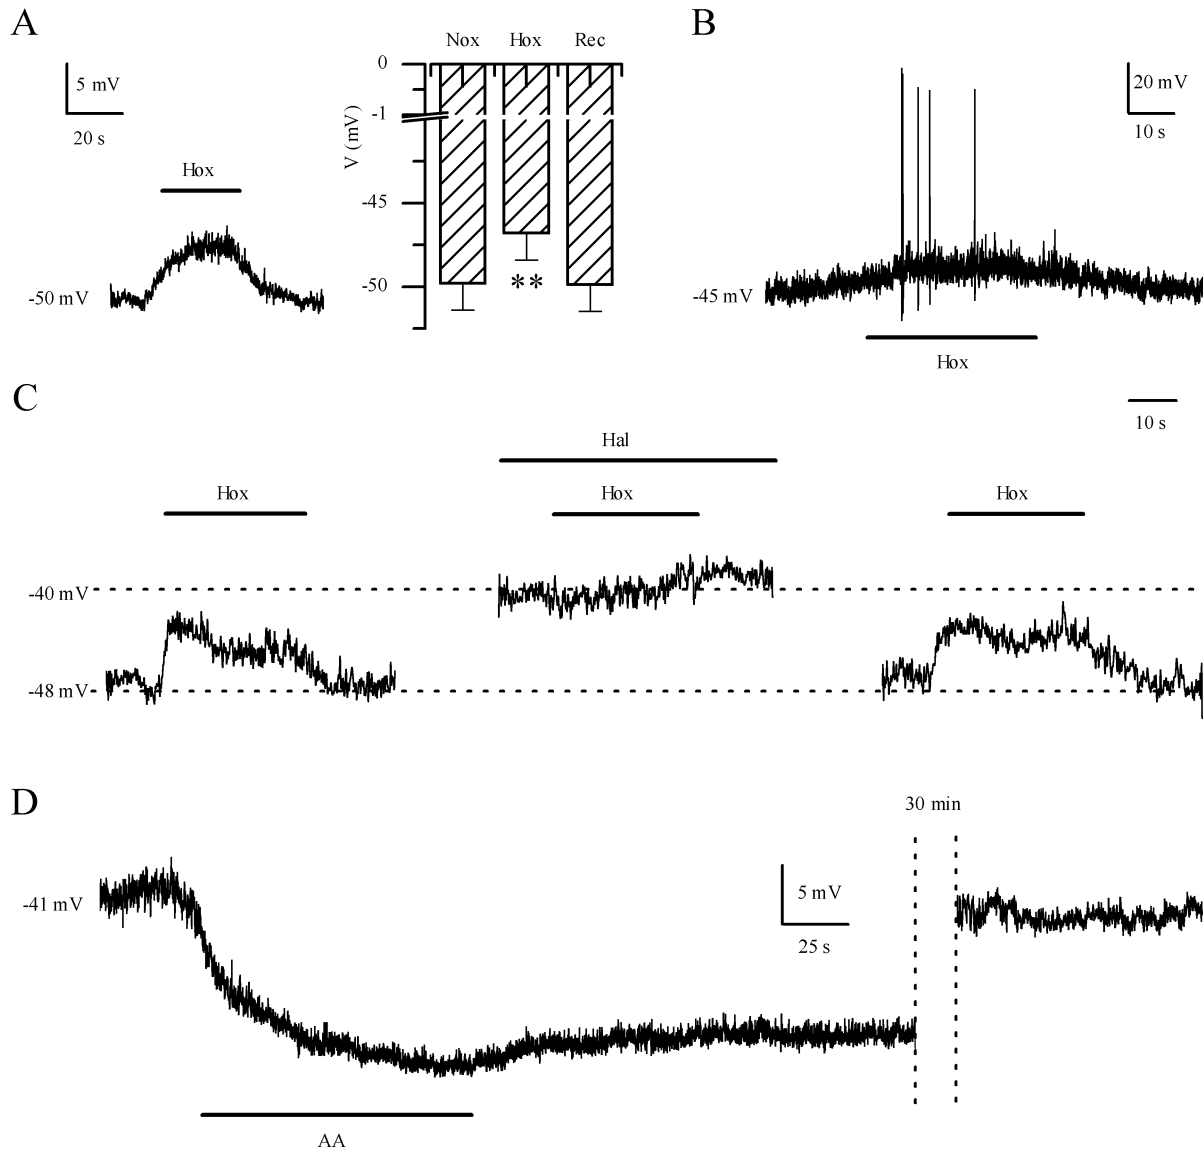 A
5 mV
20 s
Hox
-50 mV
Nox Hox Rec
0
-1
-45
-50
V (mV)
**
B
20 mV
10 s
-45 mV
Hox
C
10 s
Hal
Hox Hox Hox
-40 mV
-48 mV
D
30 min
-41 mV
5 mV
25 s
AA